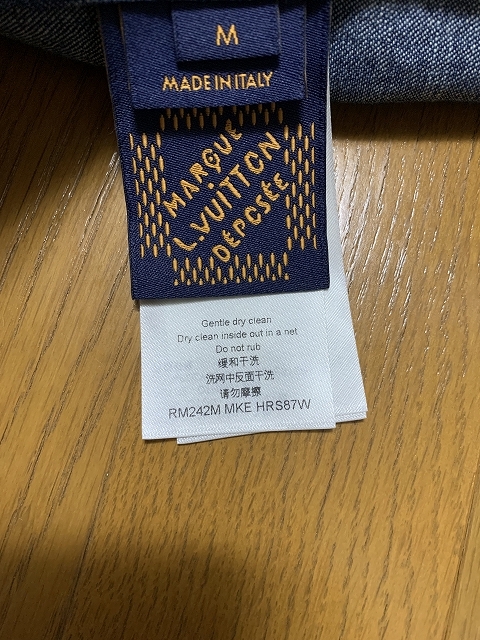 M
MADE IN ITALY
MARQUE
L.VUITTON
DÉPOSÉE
Gentle dry clean
Dry clean inside out in a net
Do not rub
缓和干洗
洗网中反面干洗
请勿摩擦
RM242M MKE HRS87W